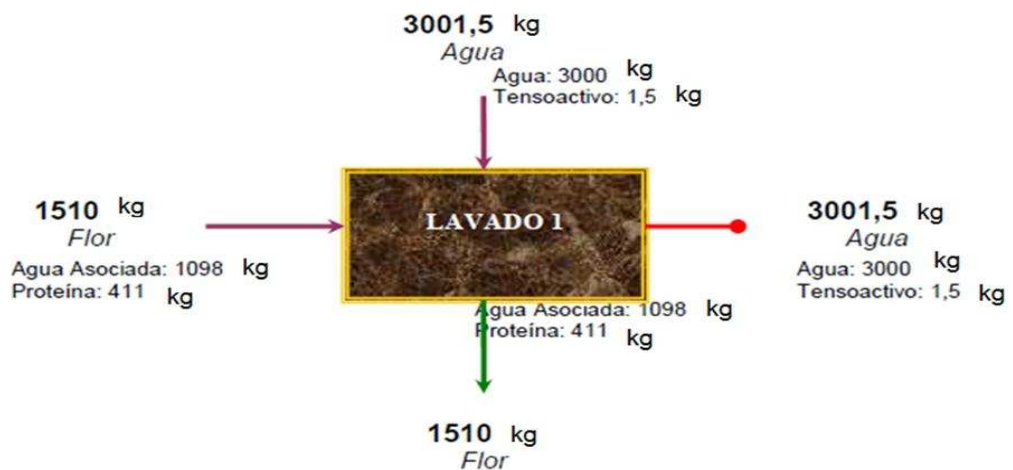 3001,5 kg
Agua
Agua: 3000 kg
Tensoactivo: 1,5 kg
1510 kg
Flor
Agua Asociada: 1098 kg
Proteína: 411 kg
LAVADO 1
3001,5 kg
Agua
Agua: 3000 kg
Tensoactivo: 1,5 kg
Agua Asociada: 1098 kg
Proteína: 411 kg
1510 kg
Flor